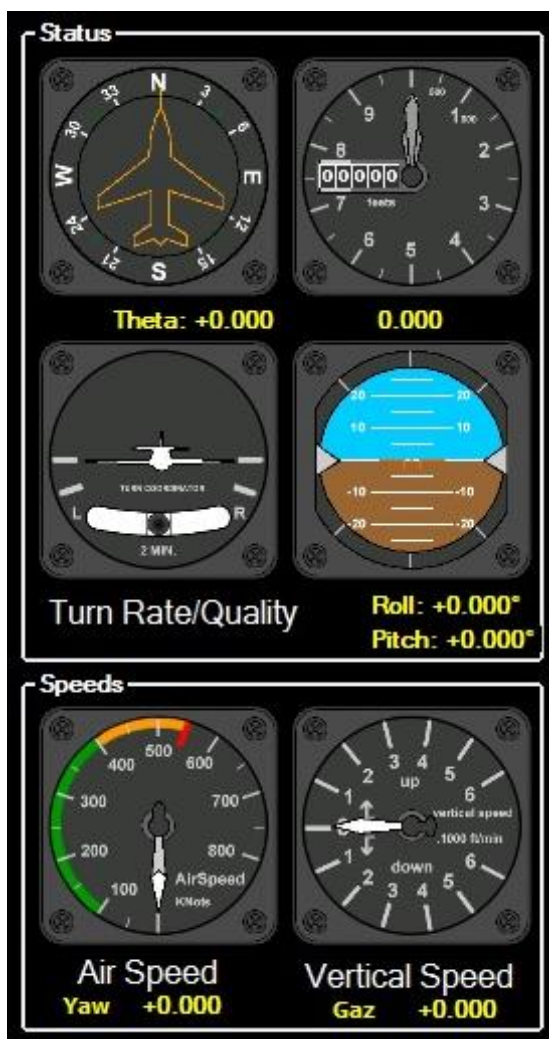 Status
N
33 3
30 6
W E
24 12
21 15
S
500
9 1 500
8 2
00000
feets
7 3
6 5 4
Theta: +0.000
0.000
TURN COORDINATOR
L R
2 MIN.
20 20
10 10
-10 -10
-20 -20
Turn Rate/Quality
Roll: +0.000°
Pitch: +0.000°
Speeds
400 500 600
300 700
200 800
100
AirSpeed
KNots
1 2 3 4 5 6
up
vertical speed
.1000 ft/min
down
1 2 3 4 5 6
Air Speed
Yaw +0.000
Vertical Speed
Gaz +0.000